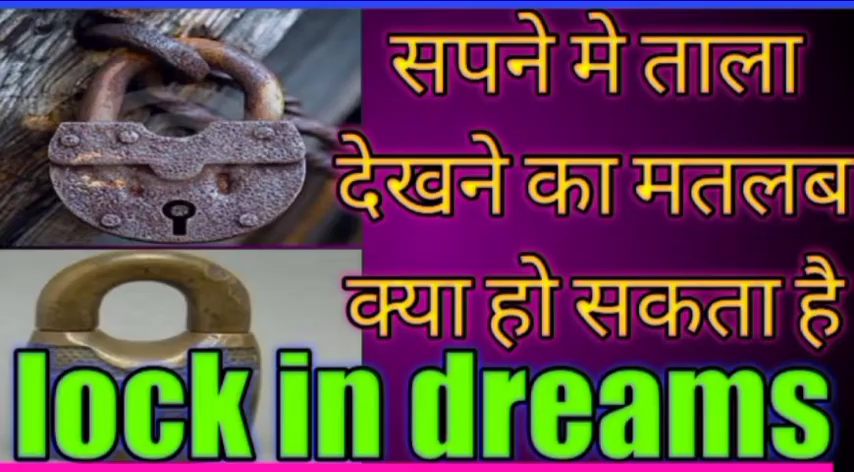 सपने मे ताला
देखने का मतलब
क्या हो सकता है
lock in dreams